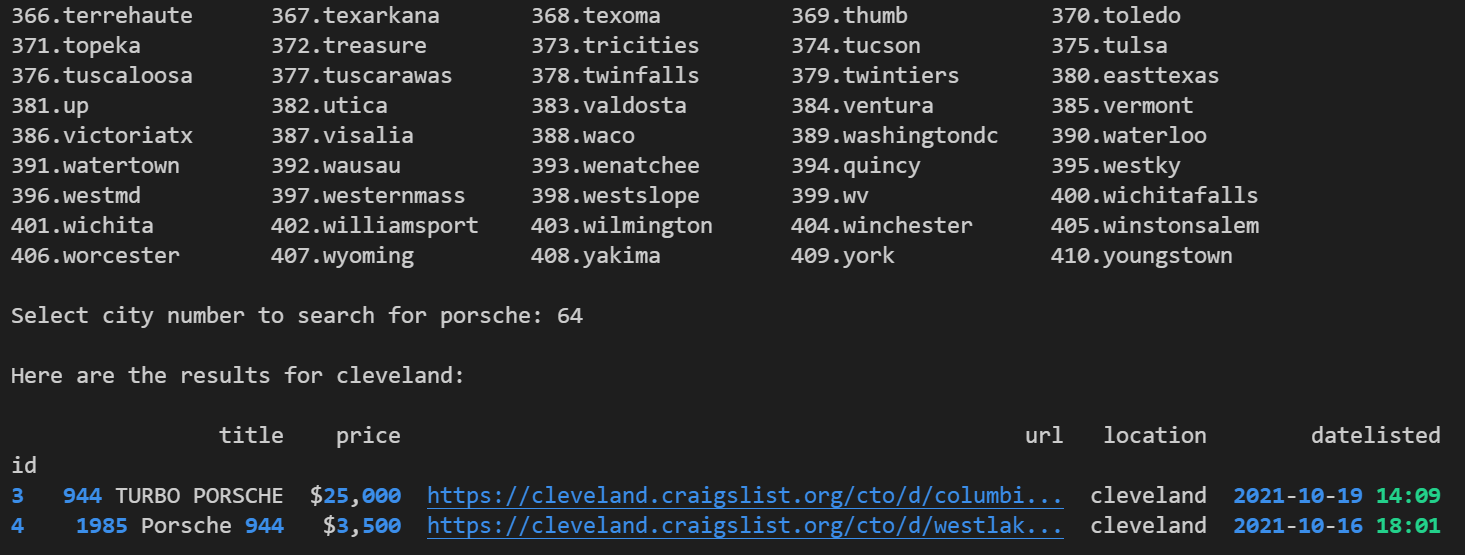 366.terrehaute 367.texarkana 368.texoma 369.thumb 370.toledo
371.topeka 372.treasure 373.tricities 374.tucson 375.tulsa
376.tuscaloosa 377.tuscarawas 378.twinfalls 379.twintiers 380.easttexas
381.up 382.utica 383.valdosta 384.ventura 385.vermont
386.victoriatx 387.visalia 388.waco 389.washingtondc 390.waterloo
391.watertown 392.wausau 393.wenatchee 394.quincy 395.westky
396.westmd 397.westernmass 398.westslope 399.wv 400.wichitafalls
401.wichita 402.williamsport 403.wilmington 404.winchester 405.winstonsalem
406.worcester 407.wyoming 408.yakima 409.york 410.youngstown
Select city number to search for porsche: 64
Here are the results for cleveland:
title price url location datelisted
id
3 944 TURBO PORSCHE $25,000 https://cleveland.craigslist.org/cto/d/columbi... cleveland 2021-10-19 14:09
4 1985 Porsche 944 $3,500 https://cleveland.craigslist.org/cto/d/westlak... cleveland 2021-10-16 18:01